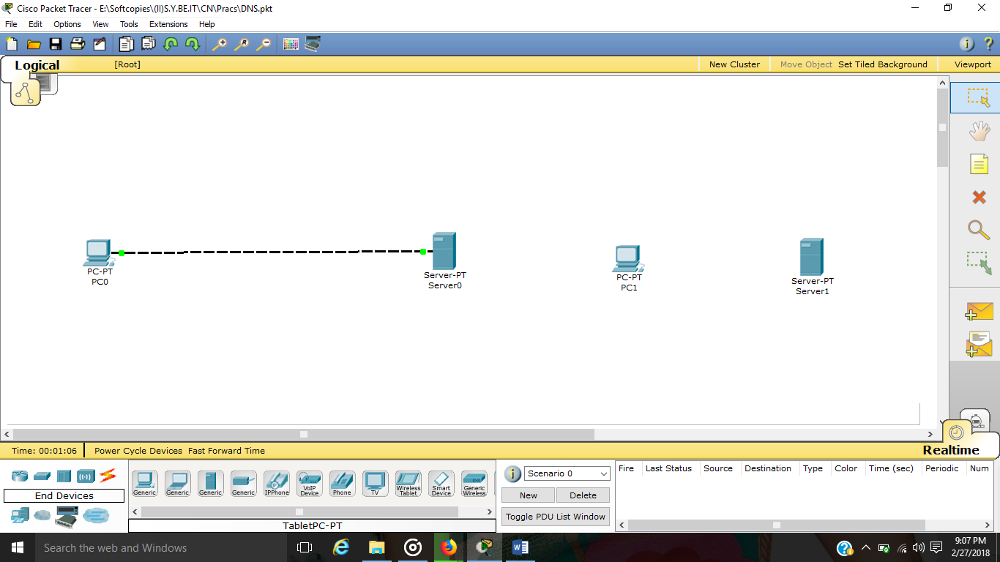 Cisco Packet Tracer - E:\Softcopies\(II)S.Y.BE.IT\CN\Pracs\DNS.pkt
File Edit Options View Tools Extensions Help
Logical [Root] New Cluster Move Object Set Tiled Background Viewport
PC-PT
PC0
Server-PT
Server0
PC-PT
PC1
Server-PT
Server1
Realtime
Time: 00:01:06 Power Cycle Devices Fast Forward Time
End Devices
Generic Generic Generic Generic IPPhone VoIP Device Phone TV Wireless Tablet Smart Device Generic Wireless
TabletPC-PT
Scenario 0
New Delete
Toggle PDU List Window
Fire Last Status Source Destination Type Color Time (sec) Periodic Num
Search the web and Windows
9:07 PM
2/27/2018